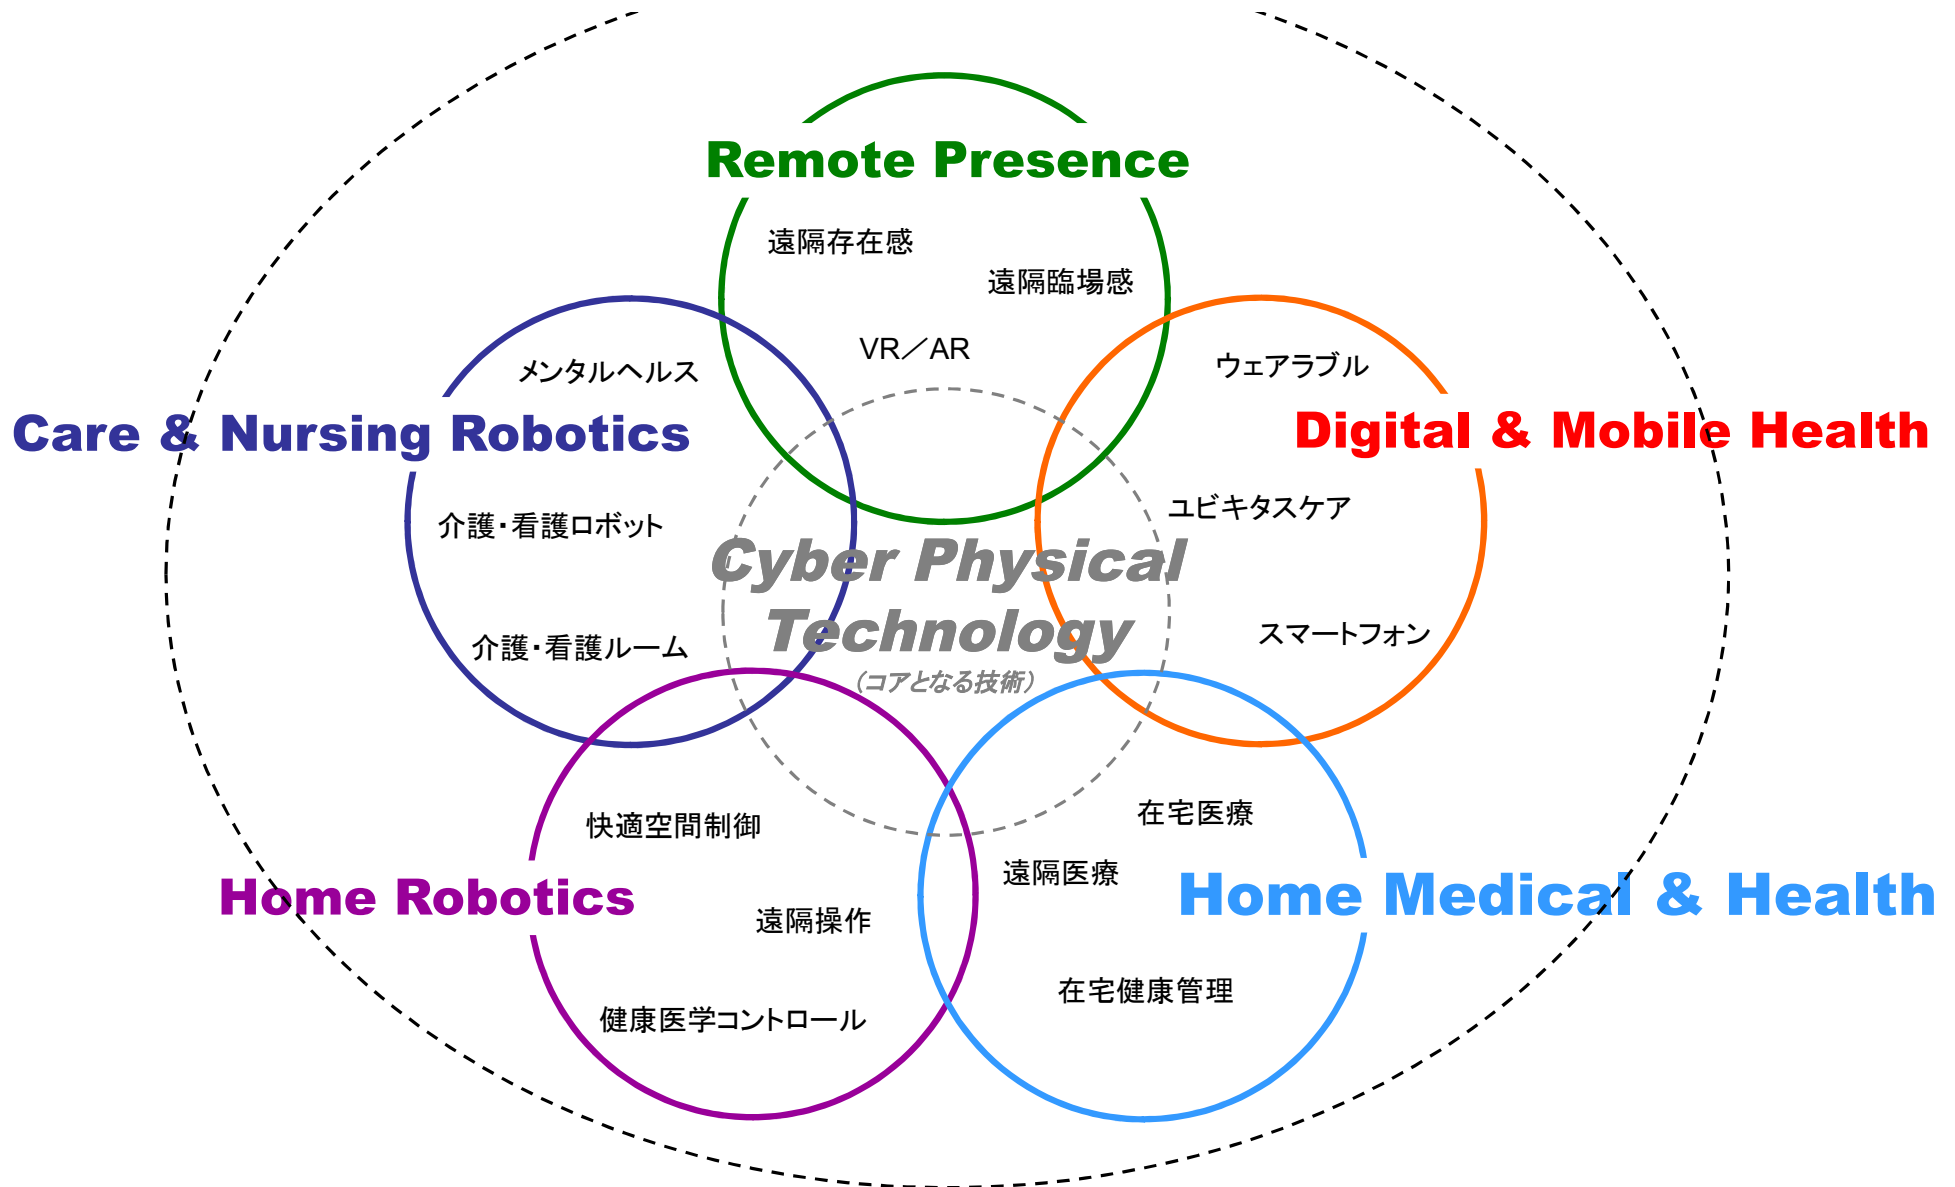 Remote Presence
遠隔存在感
遠隔臨場感
VR／AR
メンタルヘルス
ウェアラブル
Care & Nursing Robotics
Digital & Mobile Health
介護・看護ロボット
ユビキタスケア
Cyber Physical
Technology
（コアとなる技術）
介護・看護ルーム
スマートフォン
快適空間制御
在宅医療
遠隔医療
Home Robotics
Home Medical & Health
遠隔操作
在宅健康管理
健康医学コントロール